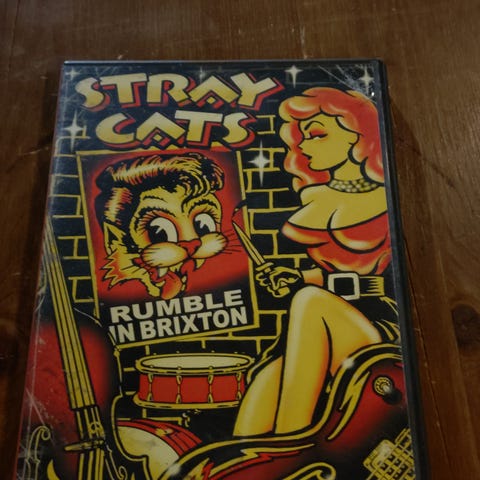 STRAY
CATS
RUMBLE
IN BRIXTON